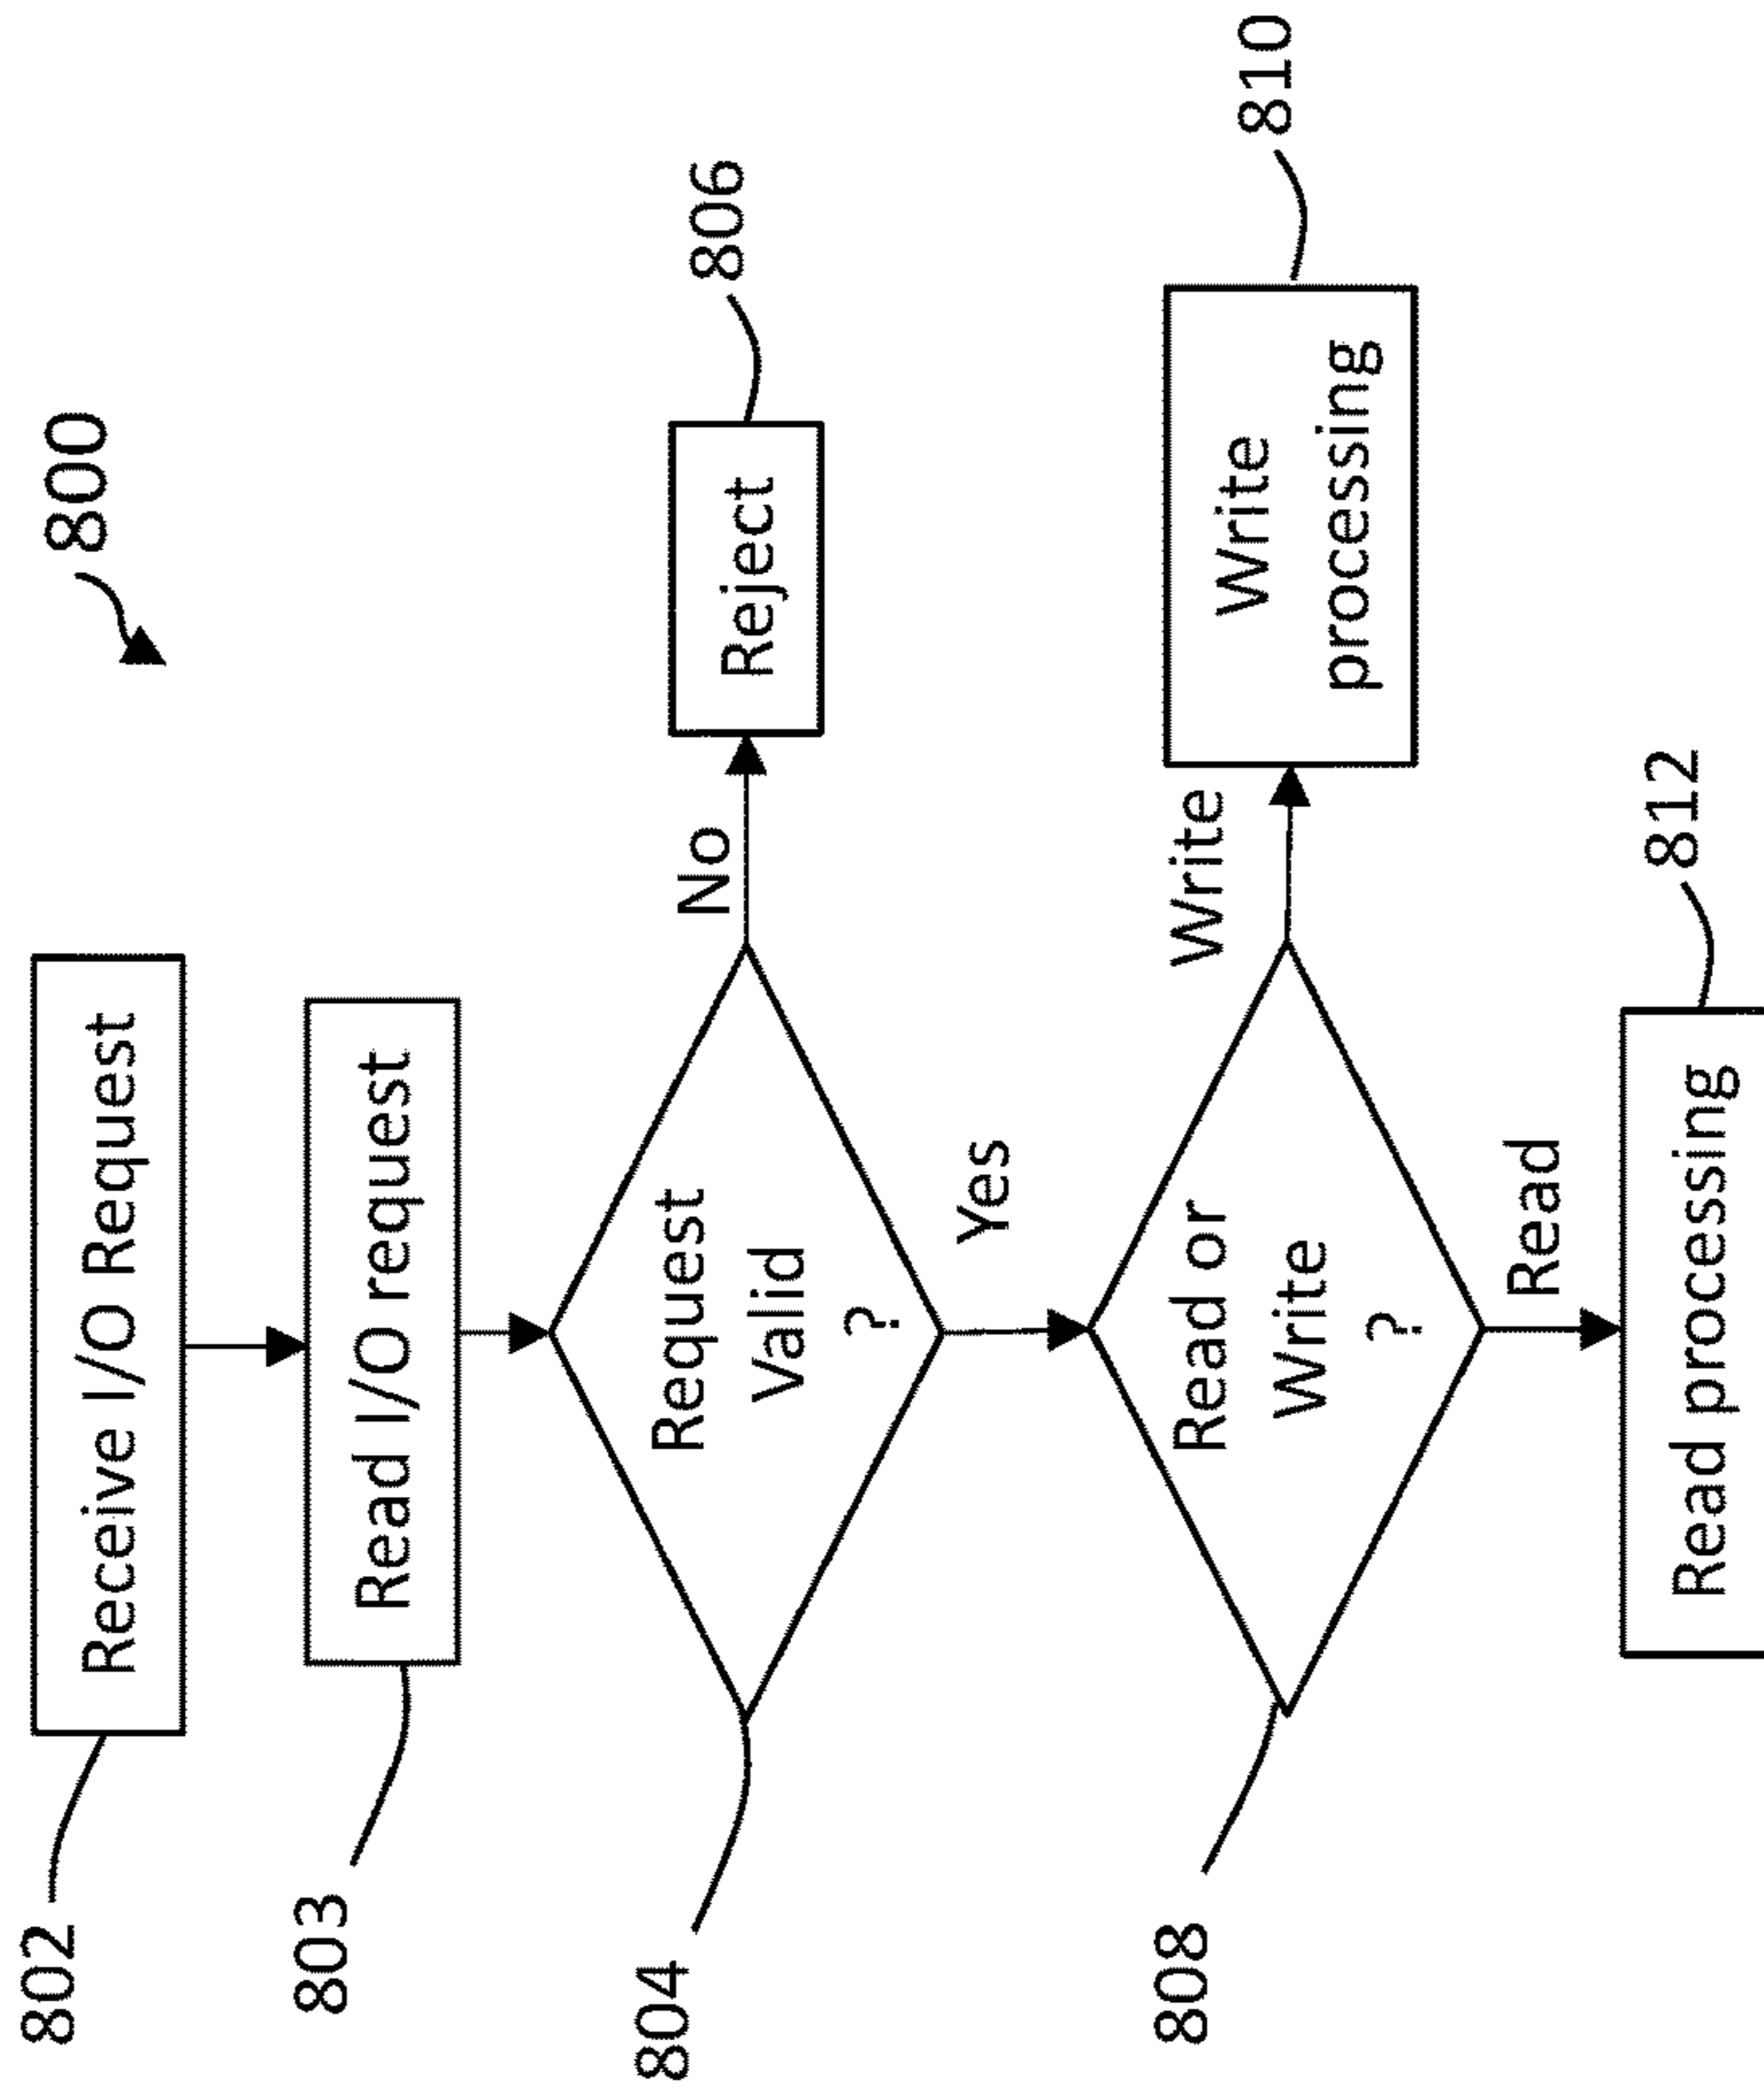 800
802
Receive I/O Request
803
Read I/O request
804
Request
Valid
?
No
Reject
806
Yes
808
Read or
Write
?
Write
Write
processing
810
Read
Read processing
812